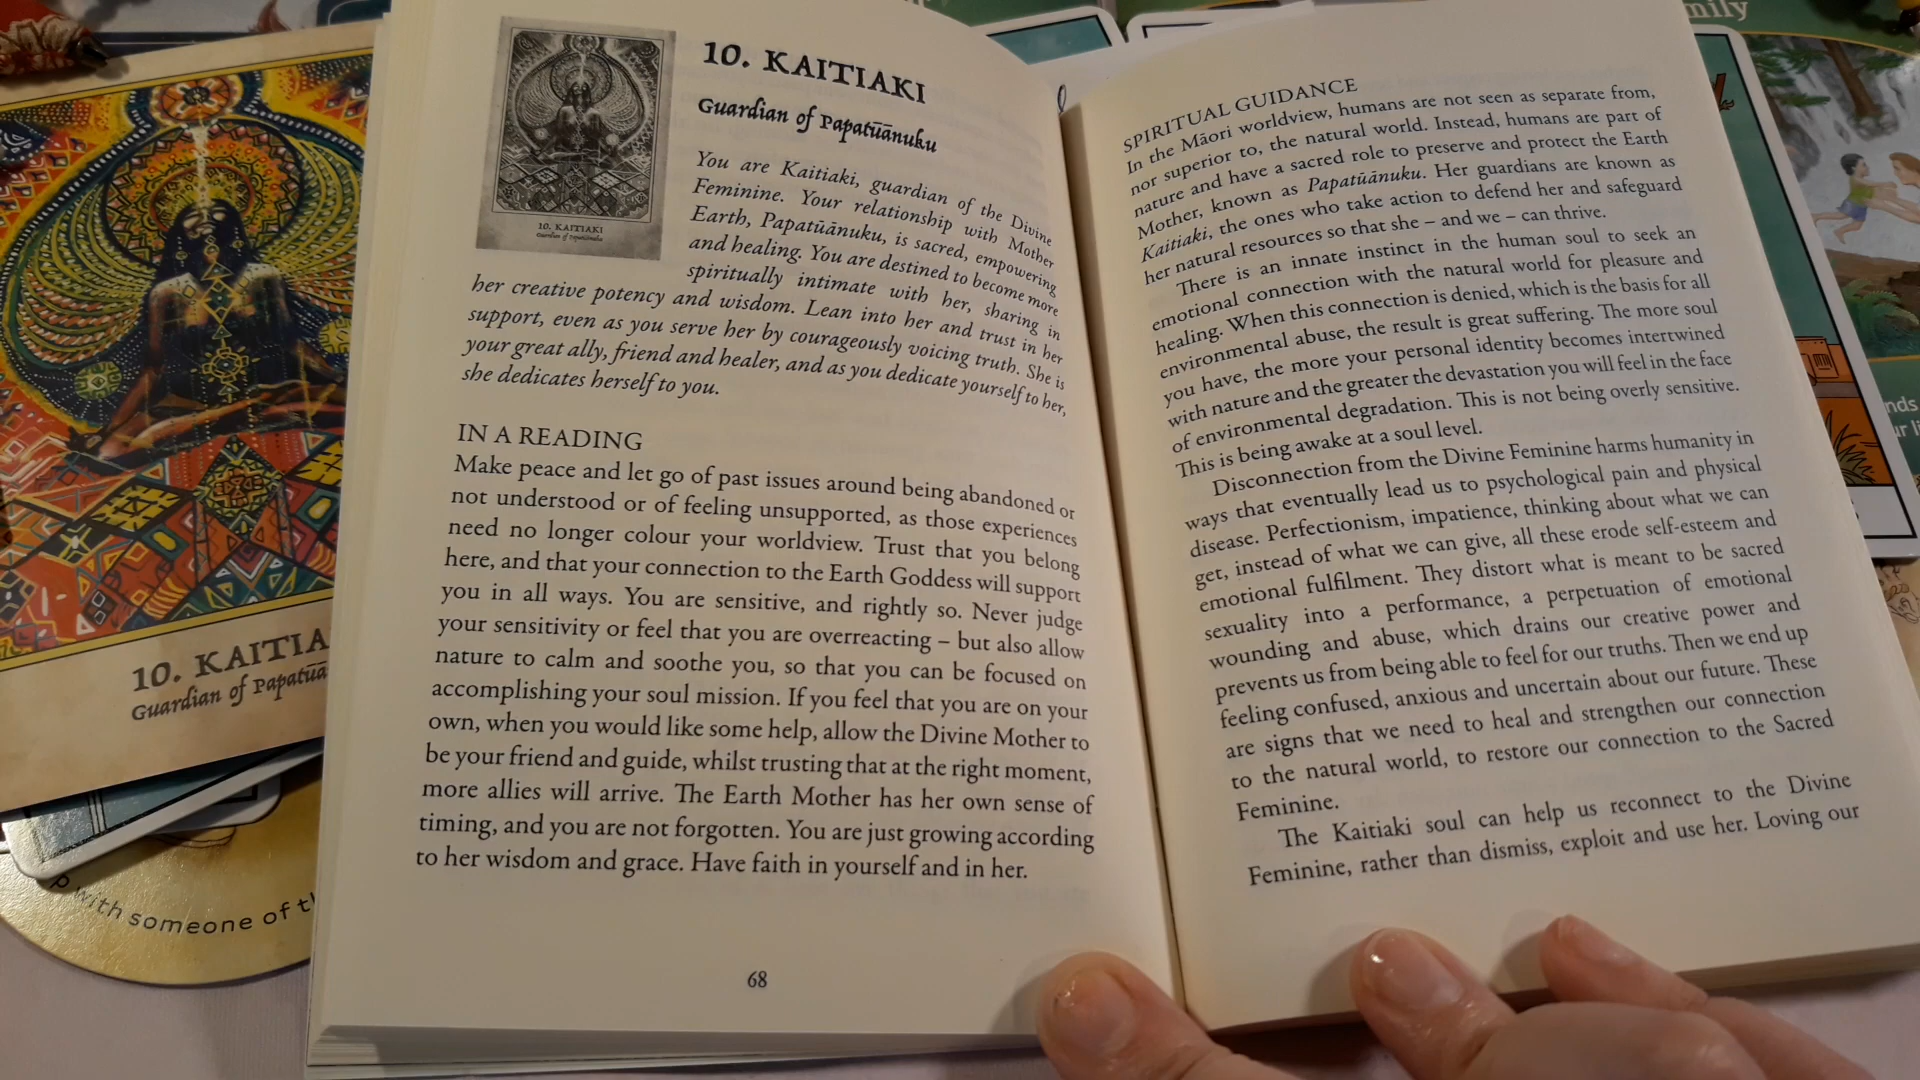 10. KAITIAKI
Guardian of Papatūānuku
You are Kaitiaki, guardian of the Divine
Feminine. Your relationship with Mother
Earth, Papatūānuku, is sacred, empowering
and healing. You are destined to become more
spiritually intimate with her, sharing in
her creative potency and wisdom. Lean into her and trust in her
support, even as you serve her by courageously voicing truth. She is
your great ally, friend and healer, and as you dedicate yourself to her,
she dedicates herself to you.
10. KAITIAKI
Guardian of Papatūānuku
IN A READING
Make peace and let go of past issues around being abandoned or
not understood or of feeling unsupported, as those experiences
need no longer colour your worldview. Trust that you belong
here, and that your connection to the Earth Goddess will support
you in all ways. You are sensitive, and rightly so. Never judge
your sensitivity or feel that you are overreacting – but also allow
nature to calm and soothe you, so that you can be focused on
accomplishing your soul mission. If you feel that you are on your
own, when you would like some help, allow the Divine Mother to
be your friend and guide, whilst trusting that at the right moment,
more allies will arrive. The Earth Mother has her own sense of
timing, and you are not forgotten. You are just growing according
to her wisdom and grace. Have faith in yourself and in her.
68
SPIRITUAL GUIDANCE
In the Māori worldview, humans are not seen as separate from,
nor superior to, the natural world. Instead, humans are part of
nature and have a sacred role to preserve and protect the Earth
Mother, known as Papatūānuku. Her guardians are known as
Kaitiaki, the ones who take action to defend her and safeguard
her natural resources so that she – and we – can thrive.
There is an innate instinct in the human soul to seek an
emotional connection with the natural world for pleasure and
healing. When this connection is denied, which is the basis for all
environmental abuse, the result is great suffering. The more soul
you have, the more your personal identity becomes intertwined
with nature and the greater the devastation you will feel in the face
of environmental degradation. This is not being overly sensitive.
This is being awake at a soul level.
Disconnection from the Divine Feminine harms humanity in
ways that eventually lead us to psychological pain and physical
disease. Perfectionism, impatience, thinking about what we can
get, instead of what we can give, all these erode self-esteem and
emotional fulfilment. They distort what is meant to be sacred
sexuality into a performance, a perpetuation of emotional
wounding and abuse, which drains our creative power and
prevents us from being able to feel for our truths. Then we end up
feeling confused, anxious and uncertain about our future. These
are signs that we need to heal and strengthen our connection
to the natural world, to restore our connection to the Sacred
Feminine.
The Kaitiaki soul can help us reconnect to the Divine
Feminine, rather than dismiss, exploit and use her. Loving our
10. KAITIA
Guardian of Papatūā
with someone of
mily